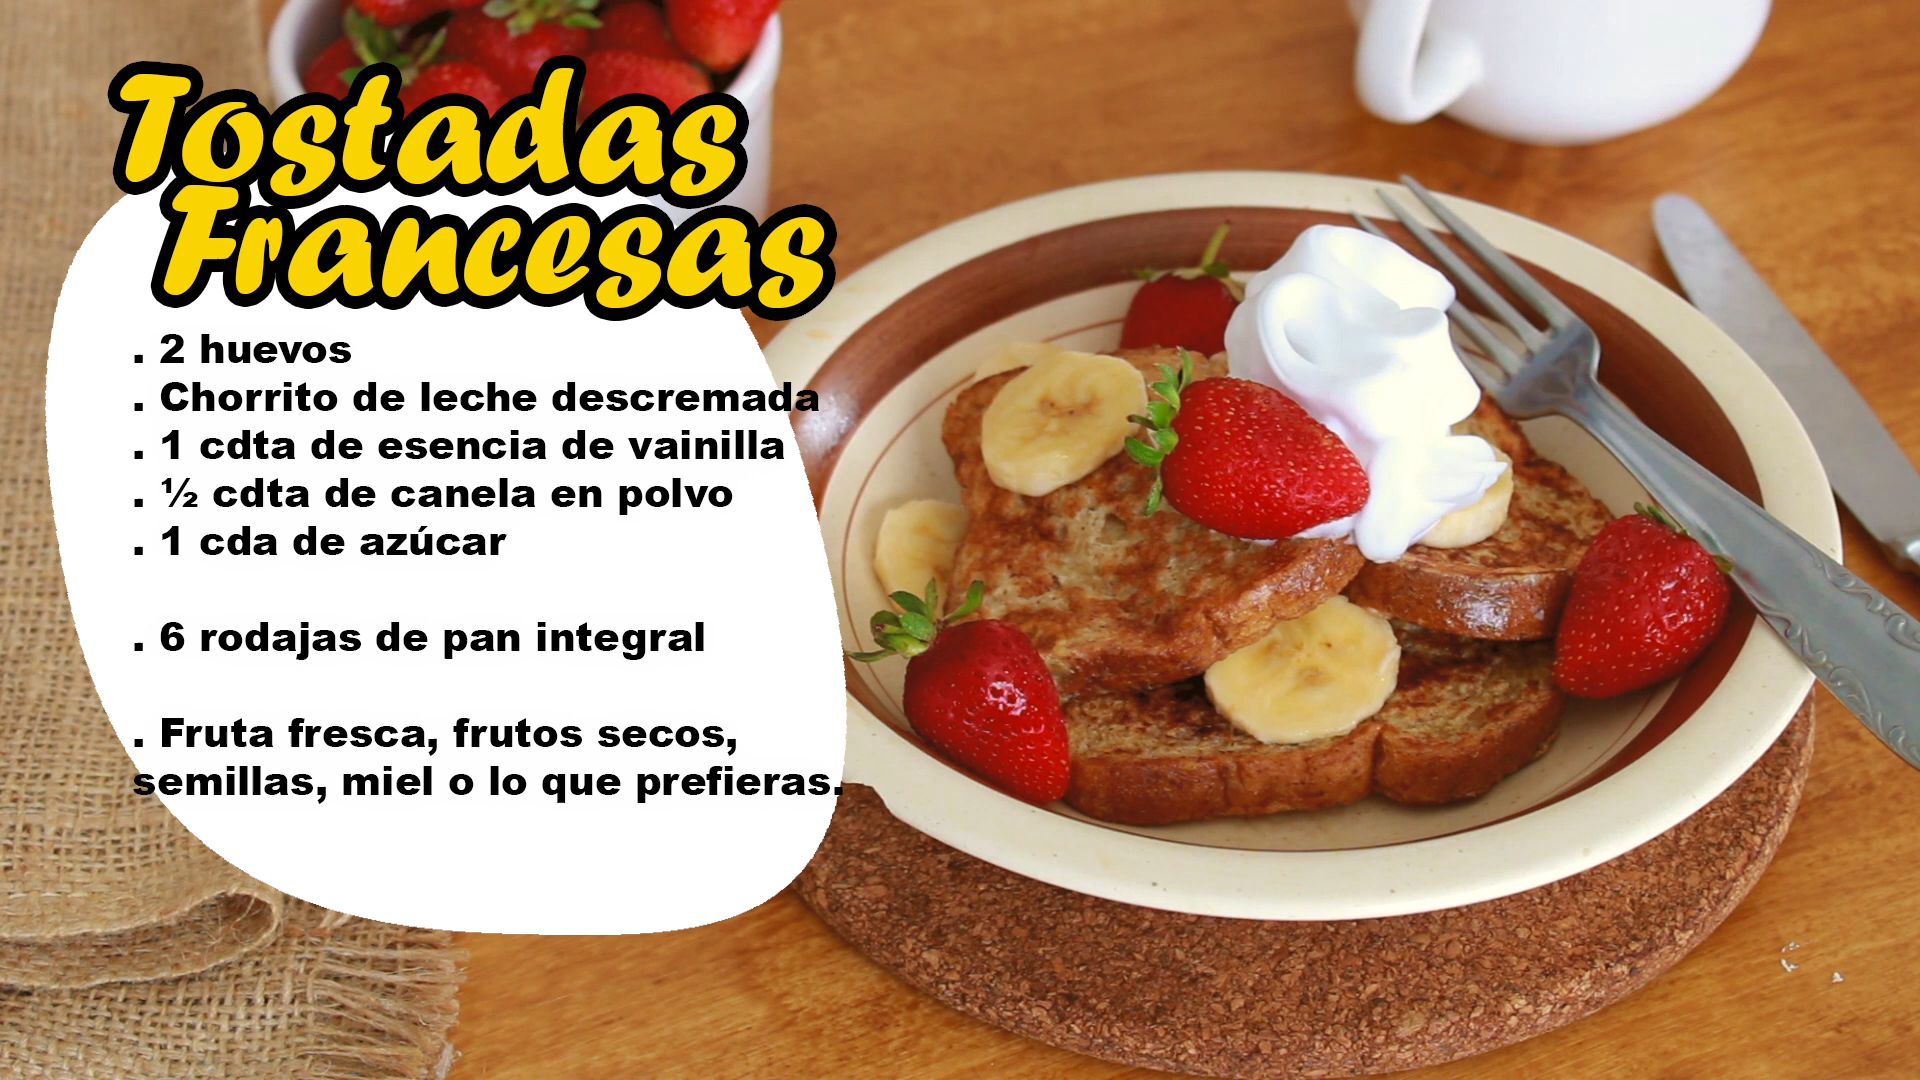 Tostadas
Francesas
. 2 huevos
. Chorrito de leche descremada
. 1 cdta de esencia de vainilla
. ½ cdta de canela en polvo
. 1 cda de azúcar
. 6 rodajas de pan integral
. Fruta fresca, frutos secos,
semillas, miel o lo que prefieras.